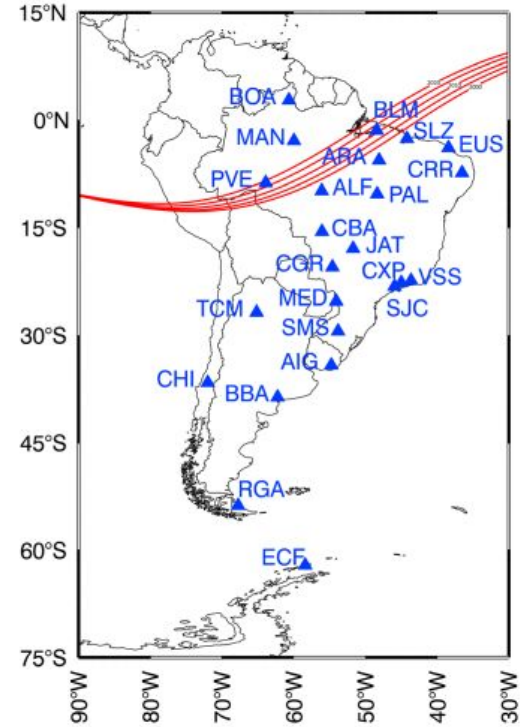 15°N
0°N
15°S
30°S
45°S
60°S
75°S
BOA
BLM
MAN
SLZ
EUS
ARA
CRR
PVE
ALF
PAL
CBA
JAT
CGR
CXP
VSS
MED
SJC
TCM
SMS
AIG
CHI
BBA
RGA
ECF
90°W
80°W
70°W
60°W
50°W
40°W
30°W